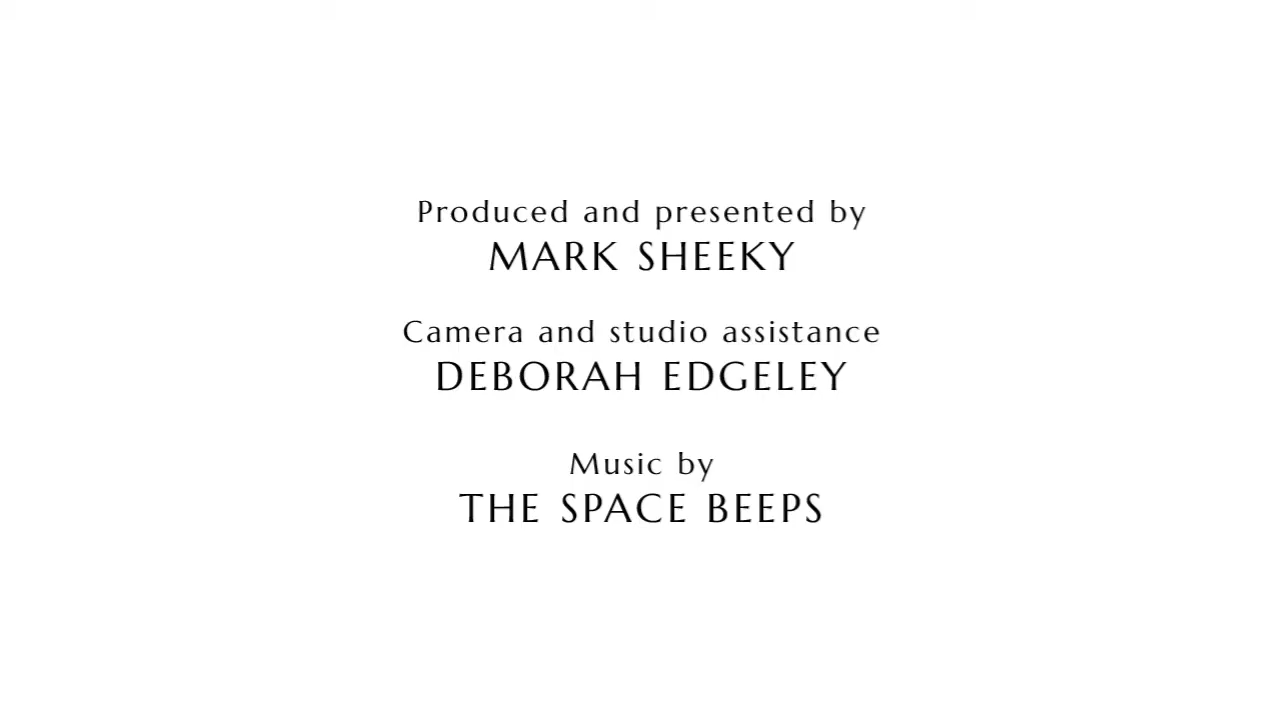 Produced and presented by
MARK SHEEKY
Camera and studio assistance
DEBORAH EDGELEY
Music by
THE SPACE BEEPS